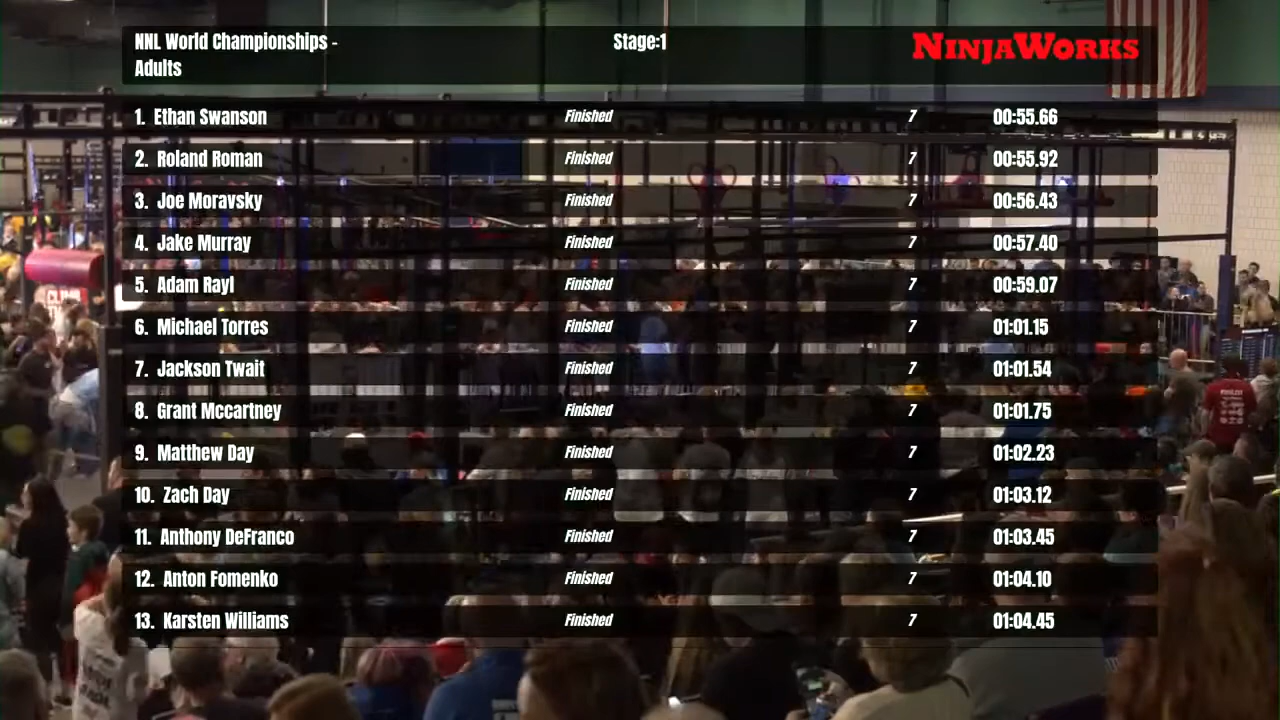 NNL World Championships -
Adults
Stage:1
NINJAWORKS
1. Ethan Swanson Finished 7 00:55.66
2. Roland Roman Finished 7 00:55.92
3. Joe Moravsky Finished 7 00:56.43
4. Jake Murray Finished 7 00:57.40
5. Adam Rayl Finished 7 00:59.07
6. Michael Torres Finished 7 01:01.15
7. Jackson Twait Finished 7 01:01.54
8. Grant Mccartney Finished 7 01:01.75
9. Matthew Day Finished 7 01:02.23
10. Zach Day Finished 7 01:03.12
11. Anthony DeFranco Finished 7 01:03.45
12. Anton Fomenko Finished 7 01:04.10
13. Karsten Williams Finished 7 01:04.45